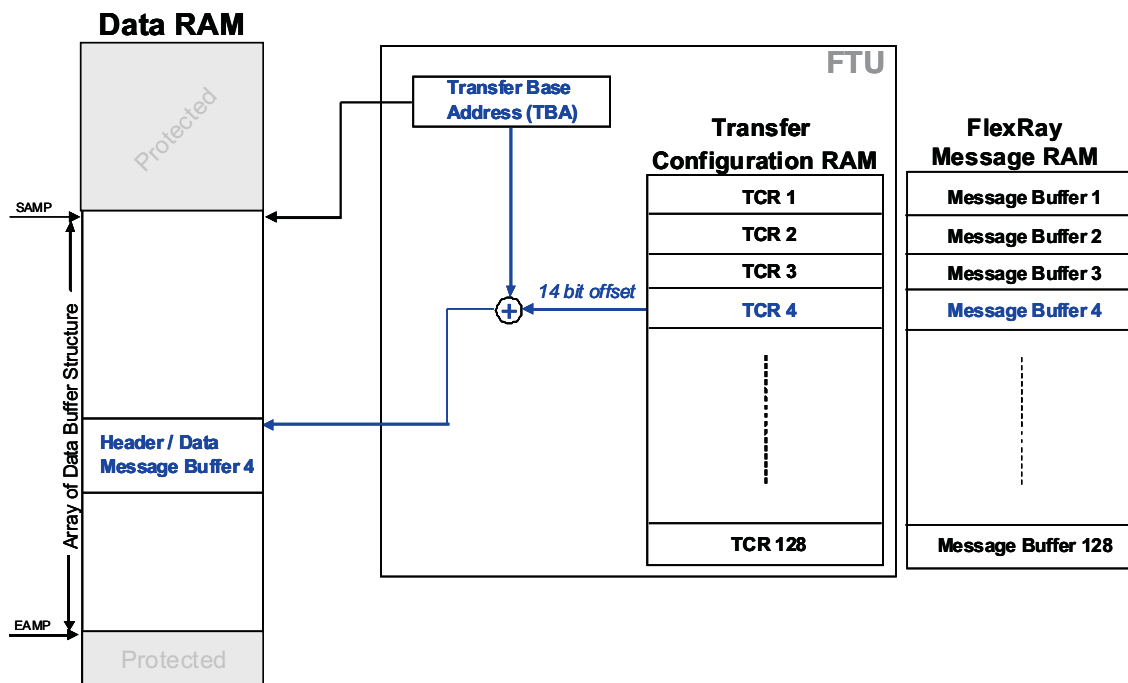 Data RAM
Protected
SAMP
Array of Data Buffer Structure
Header / Data
Message Buffer 4
EAMP
Protected
FTU
Transfer Base
Address (TBA)
14 bit offset
+
Transfer
Configuration RAM
TCR 1
TCR 2
TCR 3
TCR 4
TCR 128
FlexRay
Message RAM
Message Buffer 1
Message Buffer 2
Message Buffer 3
Message Buffer 4
Message Buffer 128